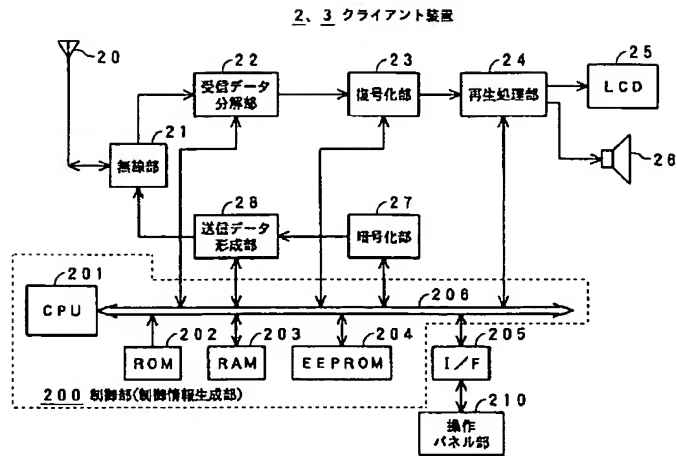 2、3 クライアント装置
20
22
23
24
25
受信データ
分解部
復号化部
再生処理部
LCD
21
無線部
26
28
27
送信データ
形成部
暗号化部
201
CPU
206
202
203
204
205
ROM
RAM
EEPROM
I/F
200 制御部(制御情報生成部)
210
操作
パネル部